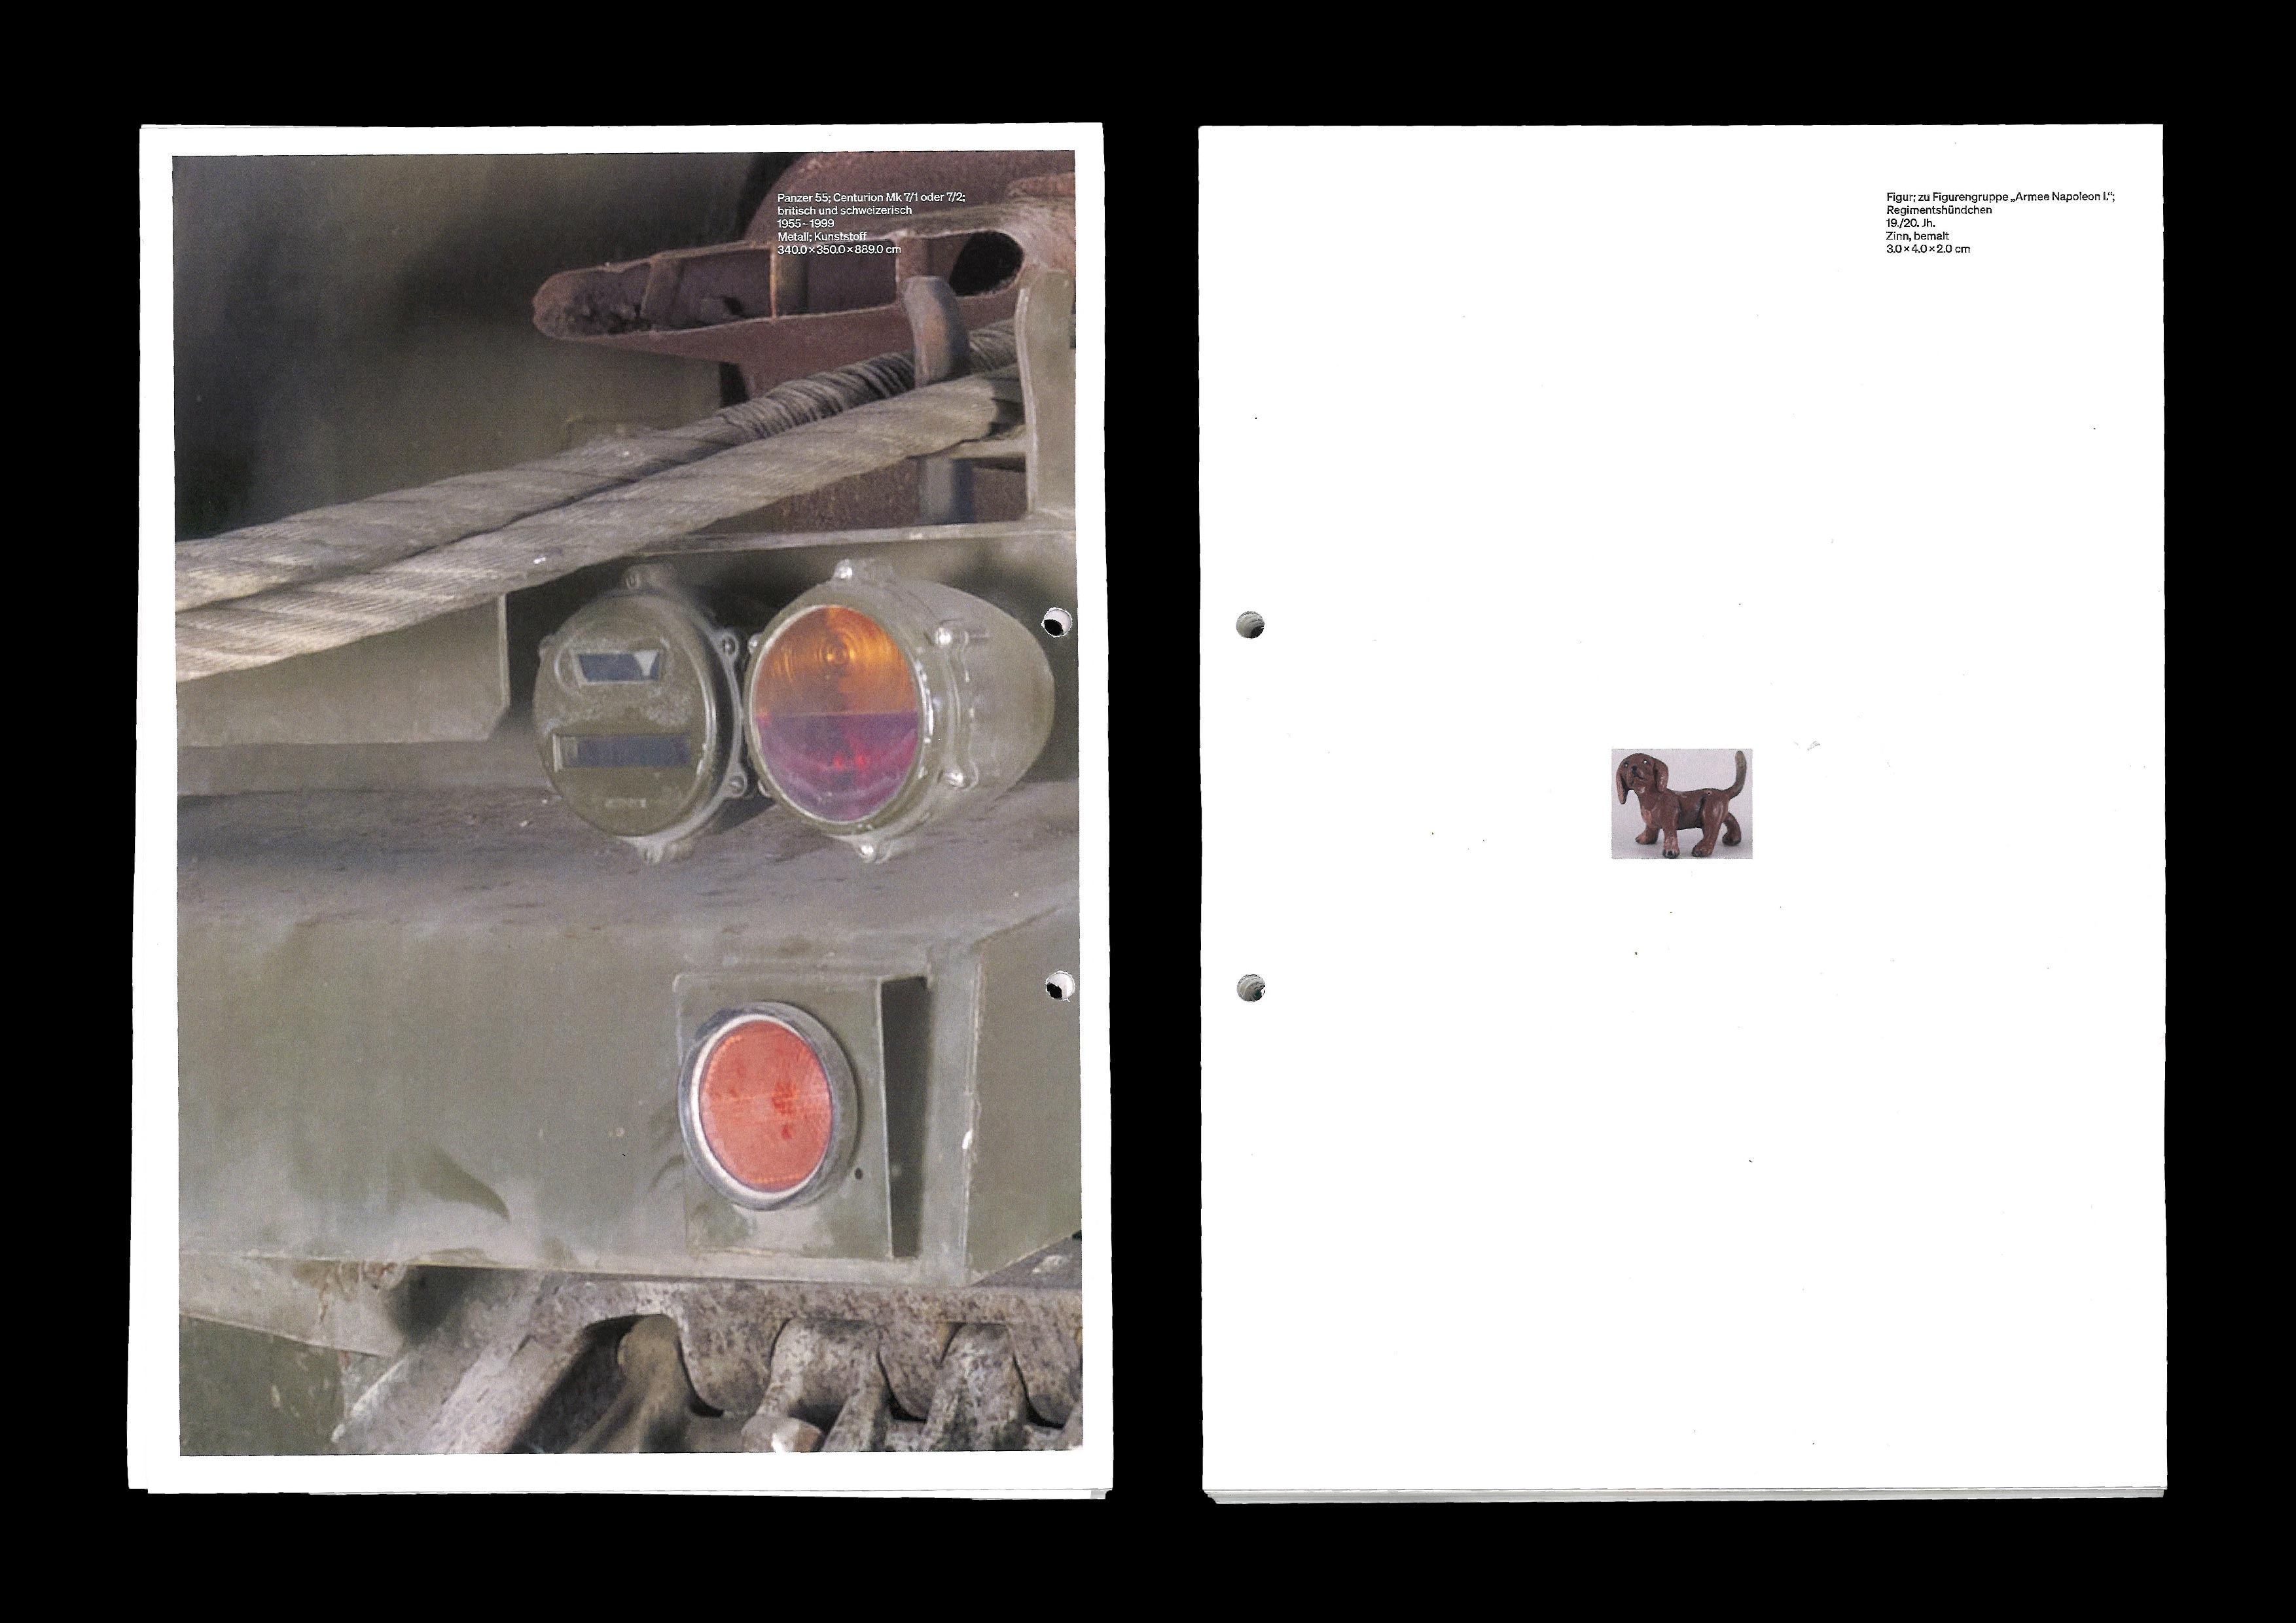 Panzer 55; Centurion Mk 7/1 oder 7/2;
britisch und schweizerisch
1955–1999
Metall; Kunststoff
340.0×350.0×889.0 cm
Figur; zu Figurengruppe „Armee Napoleon I.“;
Regimentshündchen
19./20. Jh.
Zinn, bemalt
3.0×4.0×2.0 cm